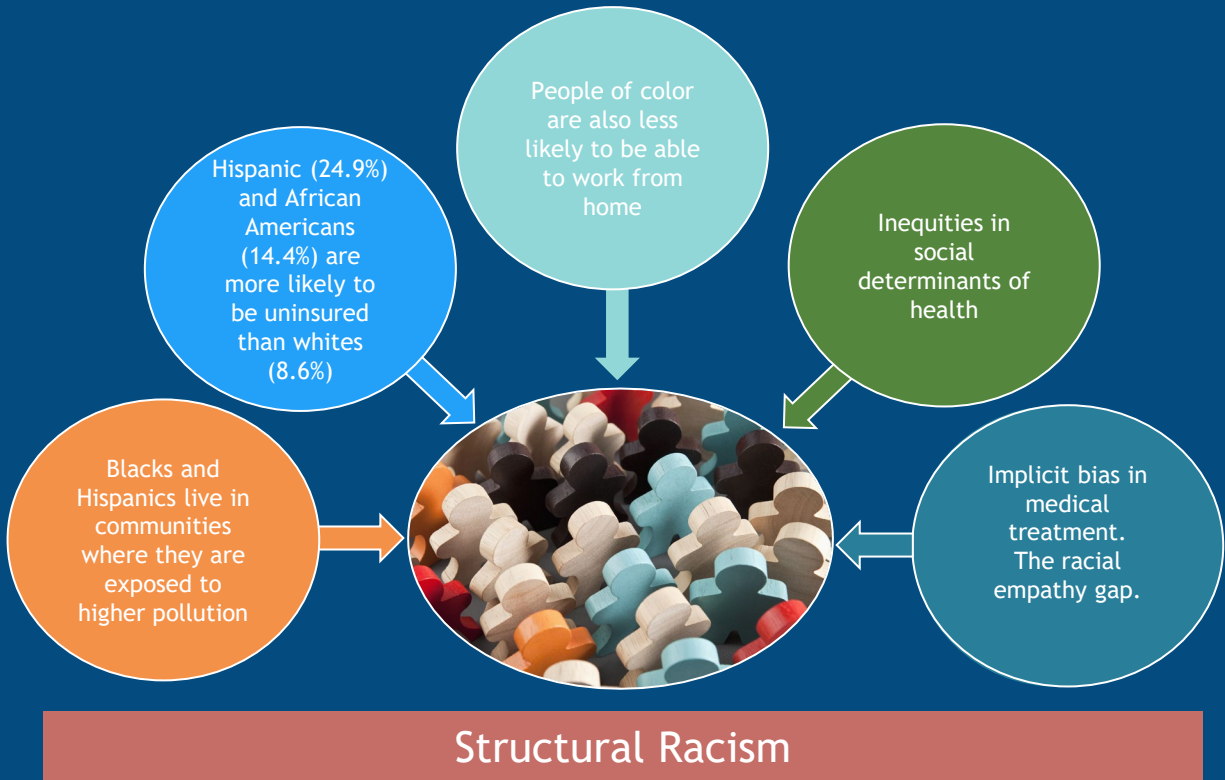 People of color
are also less
likely to be able
to work from
home
Hispanic (24.9%)
and African
Americans
(14.4%) are
more likely to
be uninsured
than whites
(8.6%)
Inequities in
social
determinants of
health
Blacks and
Hispanics live in
communities
where they are
exposed to
higher pollution
Implicit bias in
medical
treatment.
The racial
empathy gap.
Structural Racism